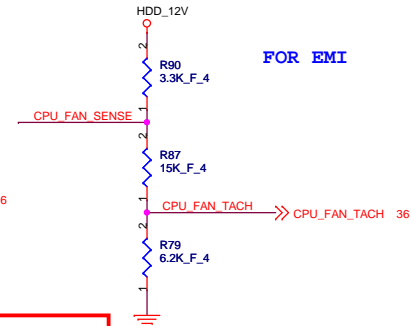 HDD_12V
2
R90
3.3K_F_4
FOR EMI
1
CPU_FAN_SENSE
2
R87
15K_F_4
6
1
CPU_FAN_TACH
CPU_FAN_TACH 36
2
R79
6.2K_F_4
1